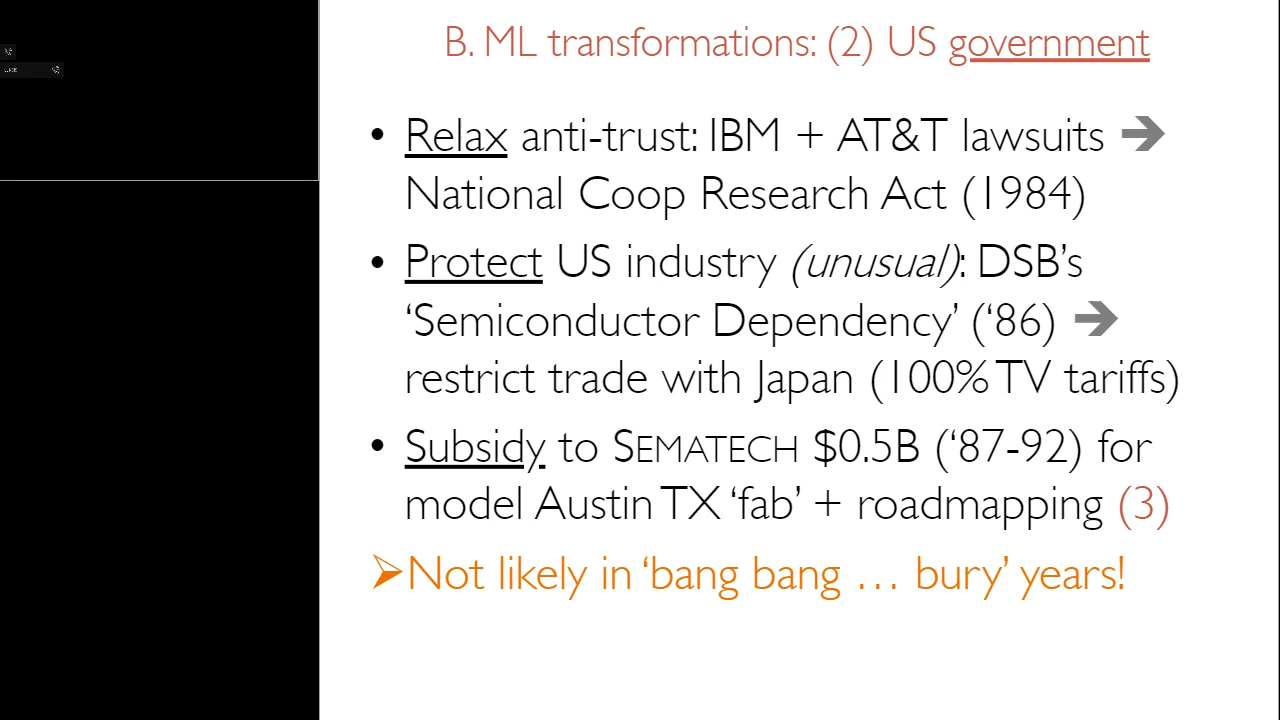 B. ML transformations: (2) US government
• Relax anti-trust: IBM + AT&T lawsuits ➔
National Coop Research Act (1984)
• Protect US industry (unusual): DSB's
‘Semiconductor Dependency’ (‘86) ➔
restrict trade with Japan (100% TV tariffs)
• Subsidy to SEMATECH $0.5B (‘87-92) for
model Austin TX ‘fab’ + roadmapping (3)
➢Not likely in ‘bang bang … bury’ years!